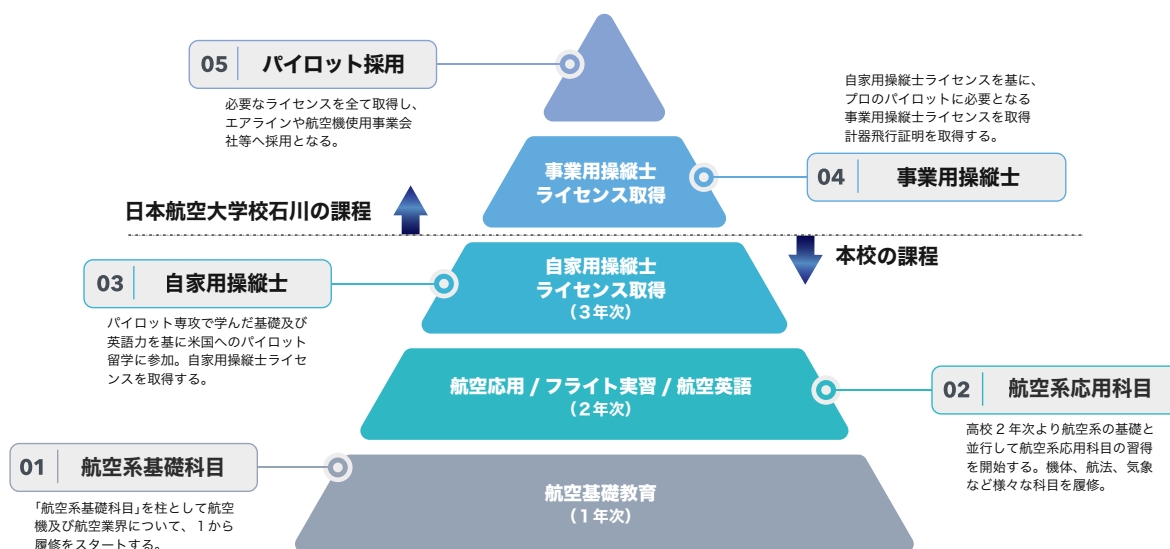 05 パイロット採用
必要なライセンスを全て取得し、
エアラインや航空機使用事業会
社等へ採用となる。
自家用操縦士ライセンスを基に、
プロのパイロットに必要となる
事業用操縦士ライセンスを取得
計器飛行証明を取得する。
04 事業用操縦士
事業用操縦士
ライセンス取得
日本航空大学校石川の課程
本校の課程
03 自家用操縦士
パイロット専攻で学んだ基礎及び
英語力を基に米国へのパイロット
留学に参加。自家用操縦士ライセ
ンスを取得する。
自家用操縦士
ライセンス取得
（3年次）
航空応用 / フライト実習 / 航空英語
（2年次）
02 航空系応用科目
高校 2 年次より航空系の基礎と
並行して航空系応用科目の習得
を開始する。機体、航法、気象
など様々な科目を履修。
01 航空系基礎科目
「航空系基礎科目」を柱として航空
機及び航空業界について、1から
履修をスタートする。
航空基礎教育
（1年次）